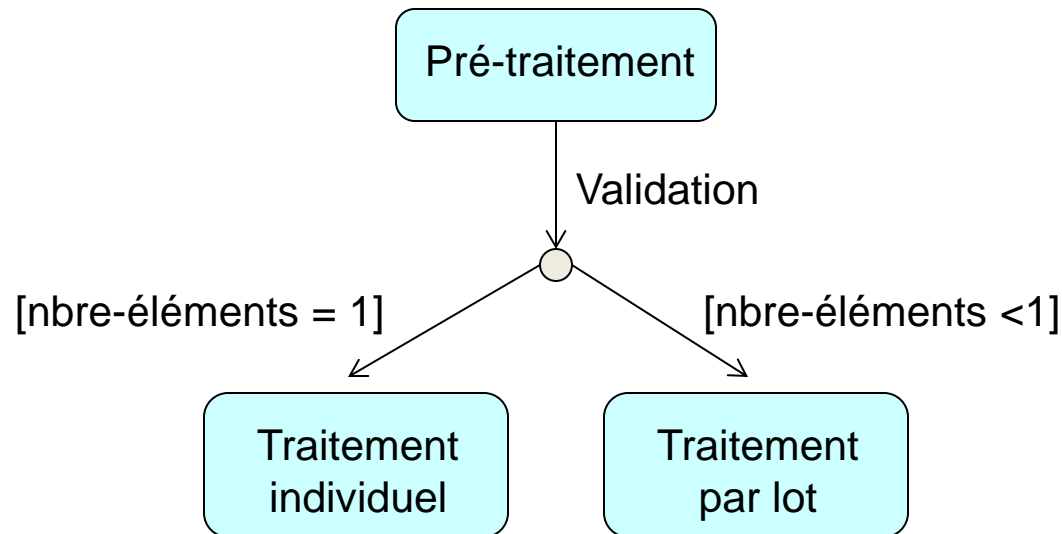 Pré-traitement
Validation
[nbre-éléments = 1]
[nbre-éléments <1]
Traitement
individuel
Traitement
par lot